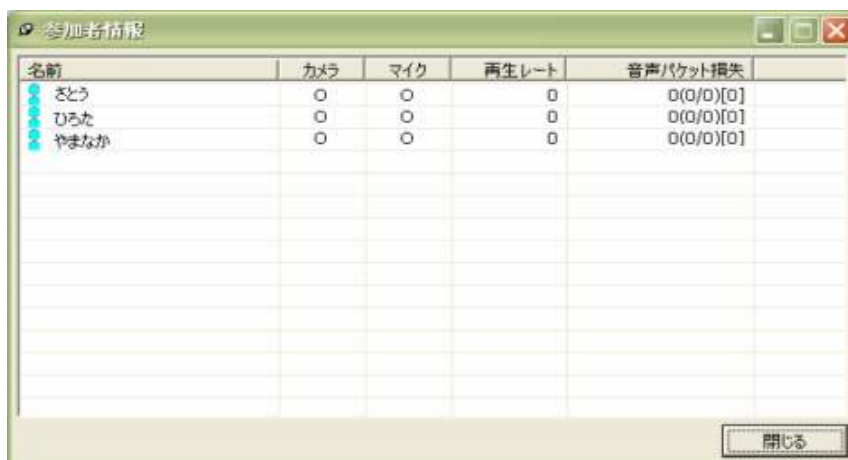 参加者情報
名前 カメラ マイク 再生レート 音声パケット損失
さとう ○ ○ 0 0(0/0)[0]
ひろた ○ ○ 0 0(0/0)[0]
やまなか ○ ○ 0 0(0/0)[0]
閉じる